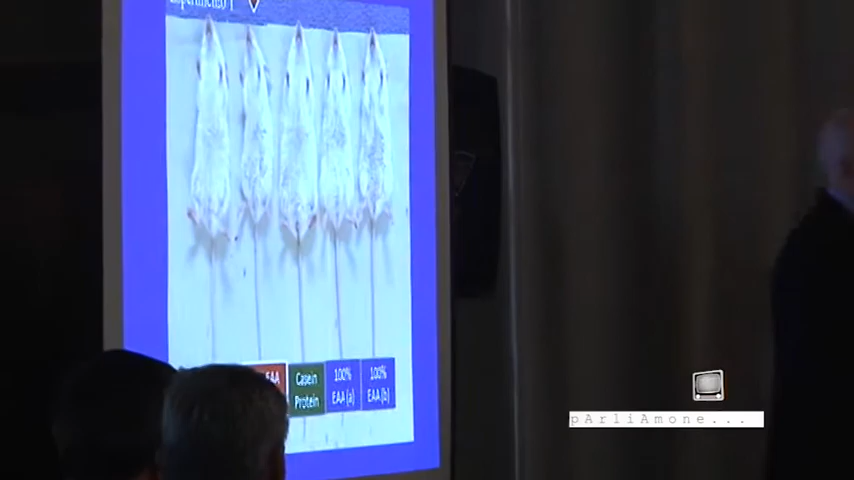 EAA
Casein
Protein
100%
EAA (a)
100%
EAA (b)
pArliAmone...